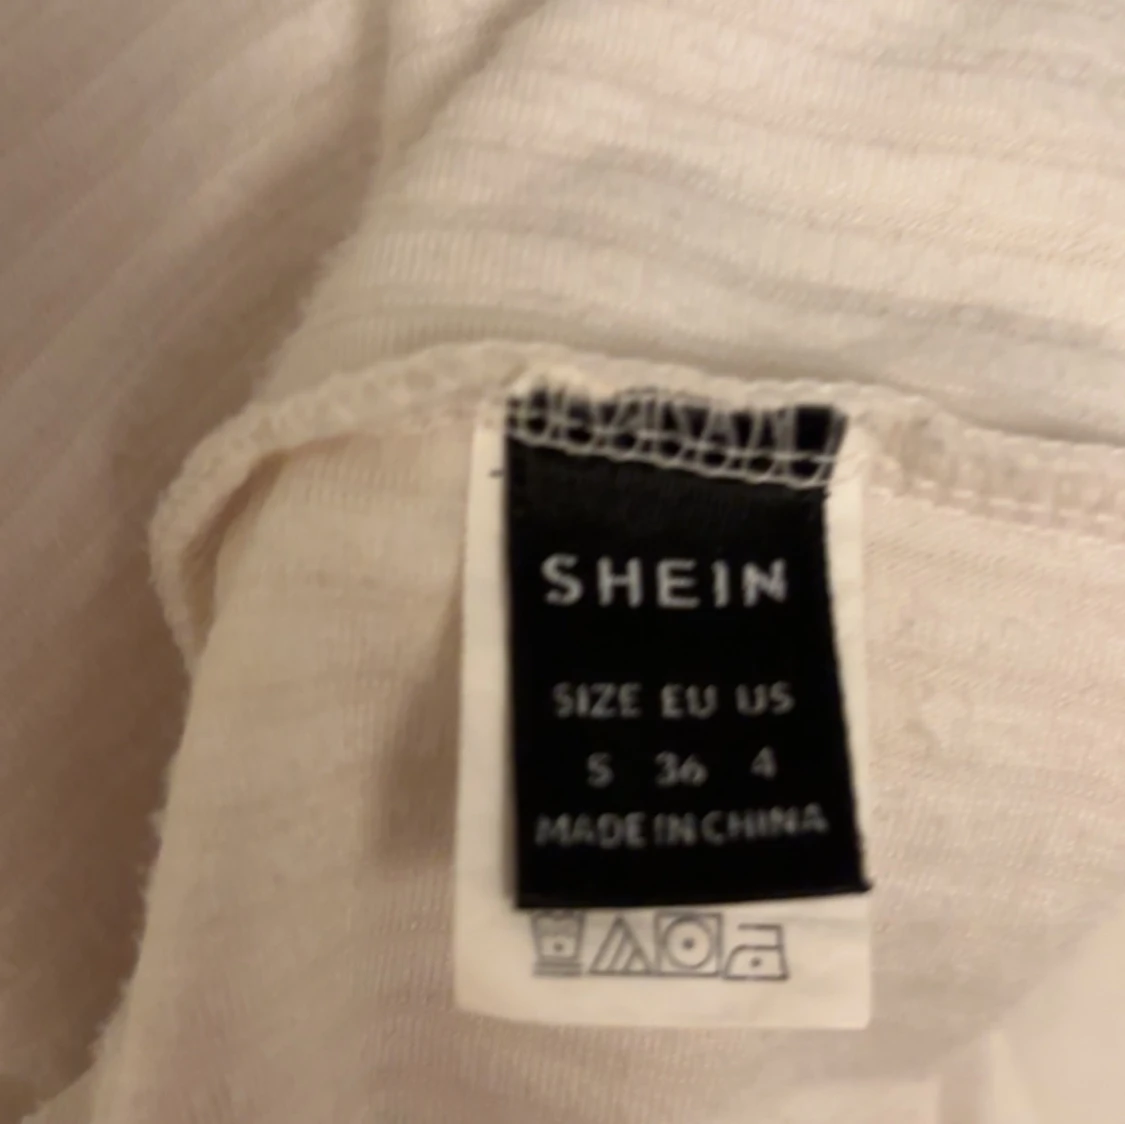 SHEIN
SIZE EU US
S 36 4
MADE IN CHINA